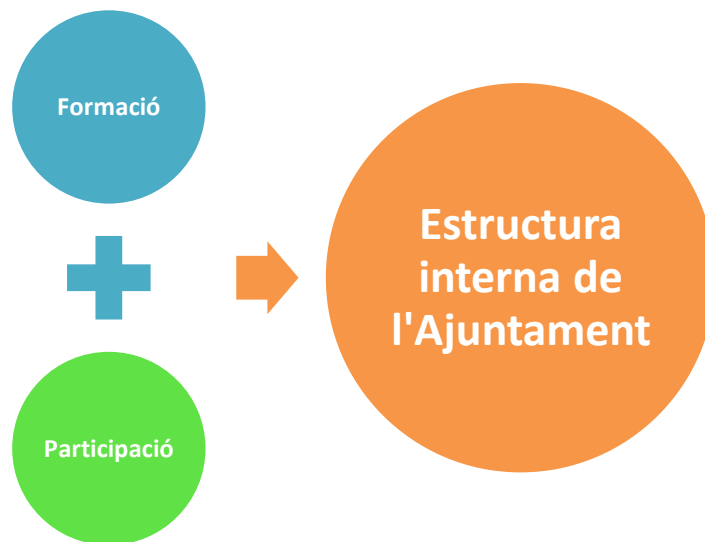 Formació
Participació
Estructura
interna de
l'Ajuntament